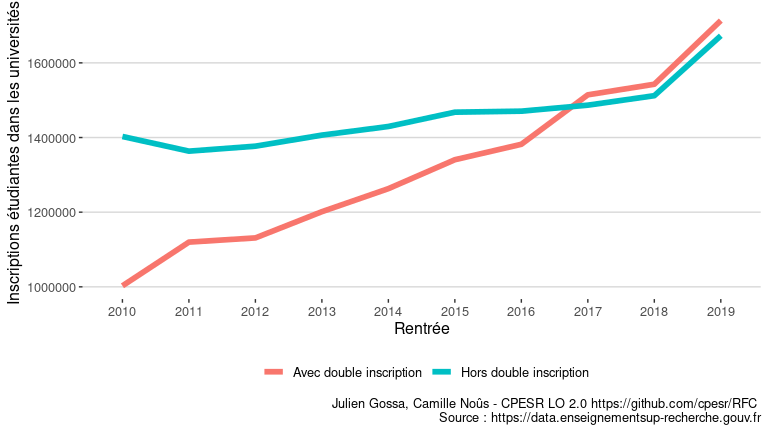 Inscriptions étudiantes dans les universités
1600000
1400000
1200000
1000000
2010 2011 2012 2013 2014 2015 2016 2017 2018 2019
Rentrée
Avec double inscription Hors double inscription
Julien Gossa, Camille Noûs - CPESR LO 2.0 https://github.com/cpesr/RFC
Source : https://data.enseignementsup-recherche.gouv.fr